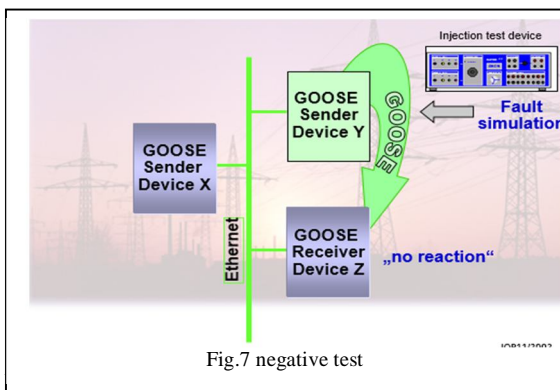 Injection test device
GOOSE
Sender
Device Y
GOOSE
Fault
simulation
GOOSE
Sender
Device X
Ethernet
GOOSE
Receiver
Device Z
„no reaction“
Fig.7 negative test